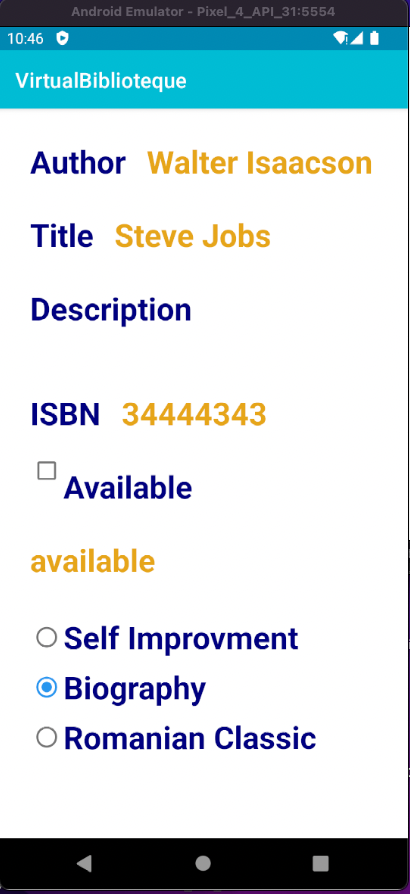 Android Emulator - Pixel_4_API_31:5554
10:46
VirtualBiblioteque
Author Walter Isaacson
Title Steve Jobs
Description
ISBN 34444343
Available
available
Self Improvment
Biography
Romanian Classic